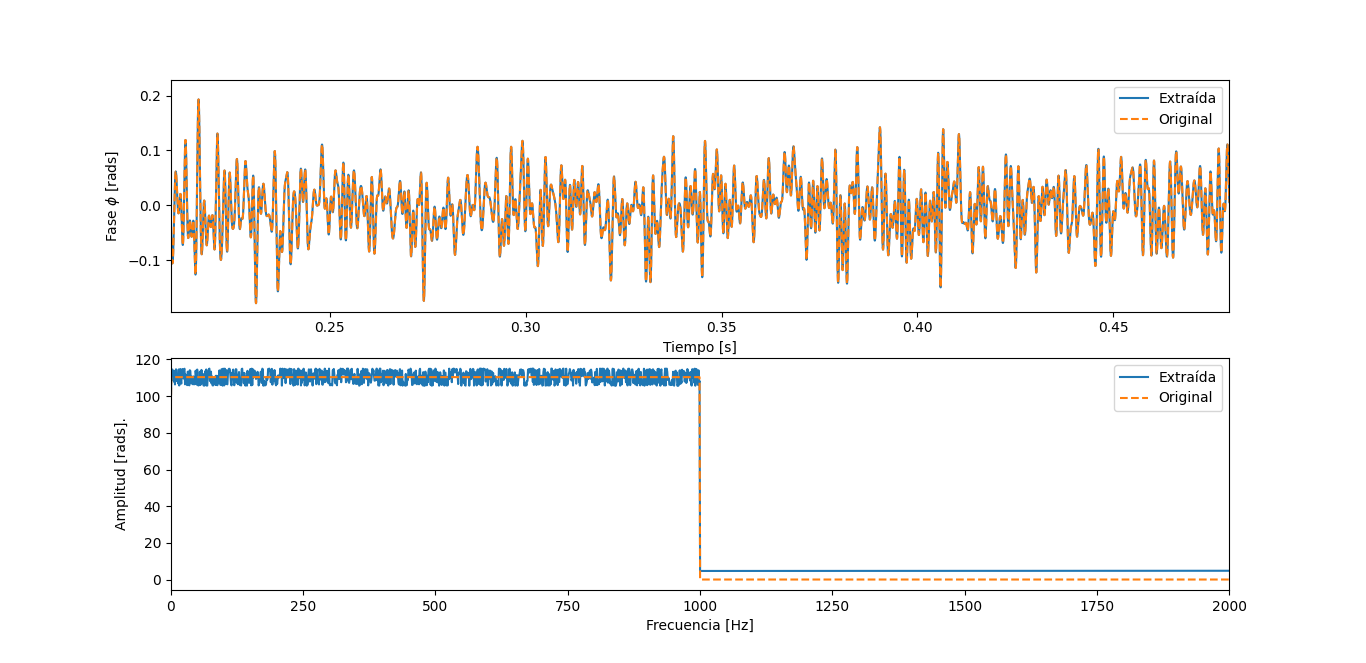 0.2
0.1
0.0
−0.1
Fase ϕ [rads]
Extraída
Original
0.25 0.30 0.35 0.40 0.45
Tiempo [s]
120
100
80
60
40
20
0
Amplitud [rads].
Extraída
Original
0 250 500 750 1000 1250 1500 1750 2000
Frecuencia [Hz]